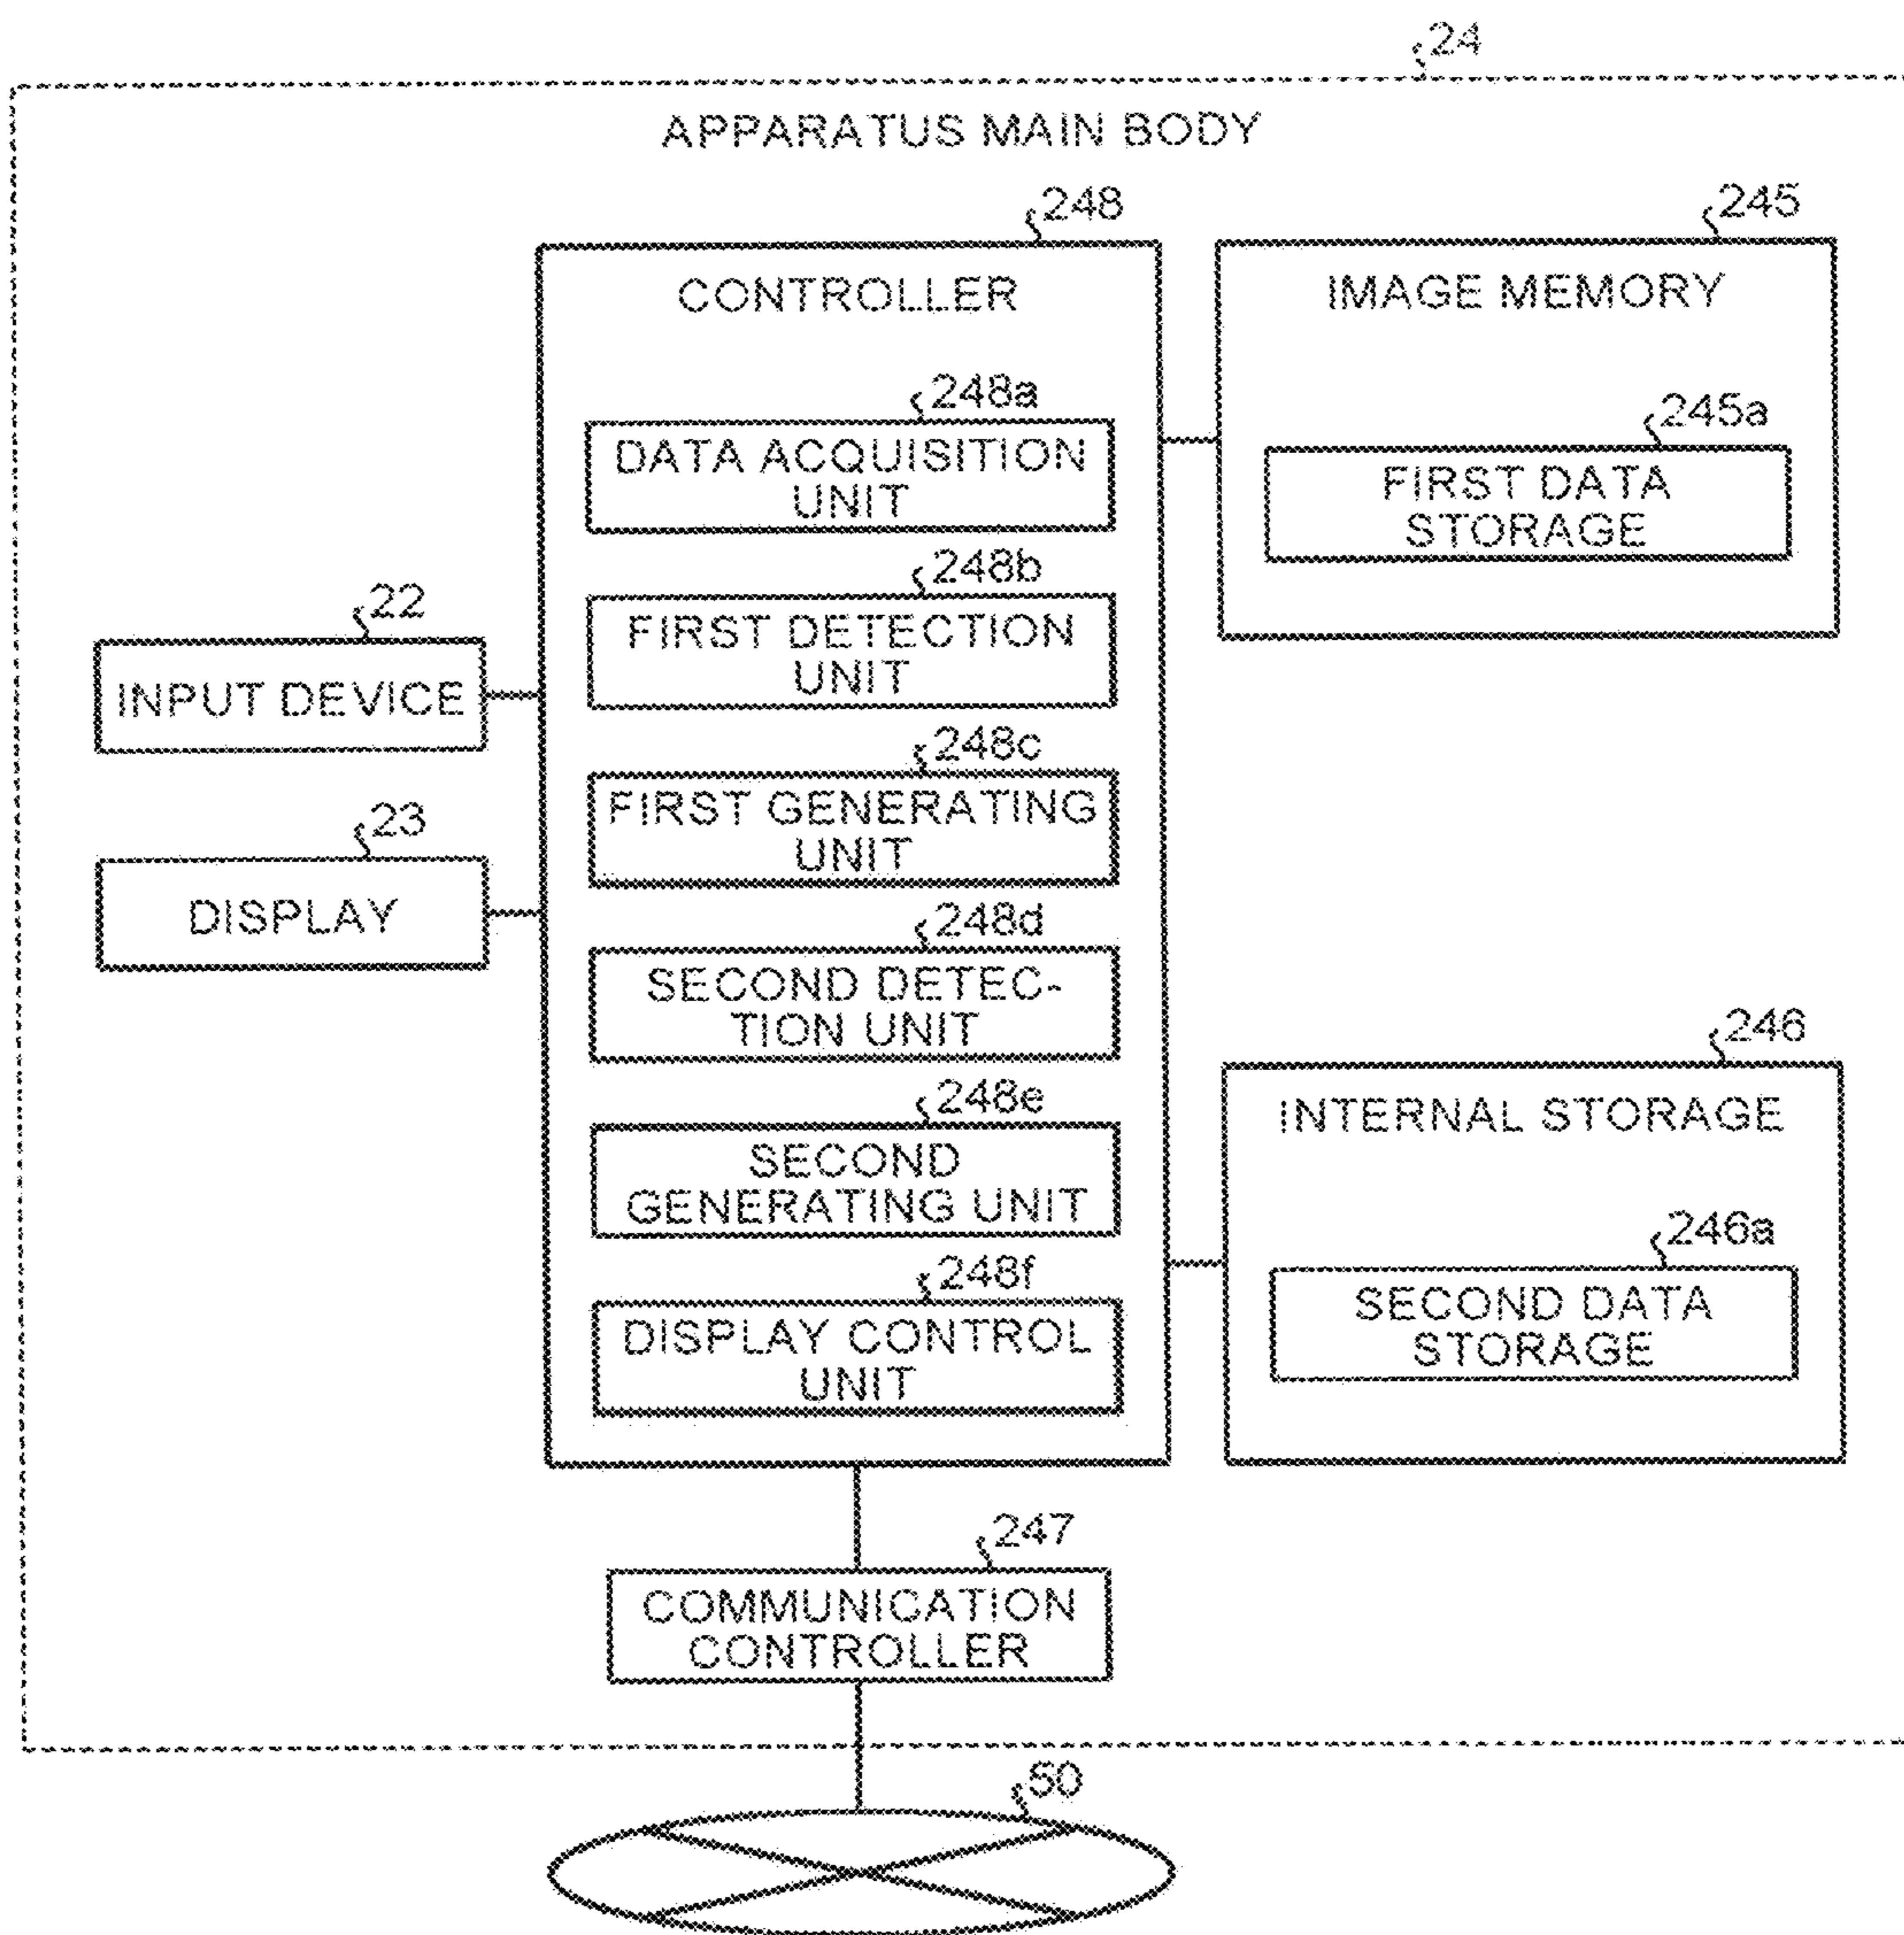 24
APPARATUS MAIN BODY
248
CONTROLLER
248a
DATA ACQUISITION
UNIT
248b
FIRST DETECTION
UNIT
248c
FIRST GENERATING
UNIT
248d
SECOND DETEC-
TION UNIT
248e
SECOND
GENERATING UNIT
248f
DISPLAY CONTROL
UNIT
245
IMAGE MEMORY
245a
FIRST DATA
STORAGE
22
INPUT DEVICE
23
DISPLAY
246
INTERNAL STORAGE
246a
SECOND DATA
STORAGE
247
COMMUNICATION
CONTROLLER
50